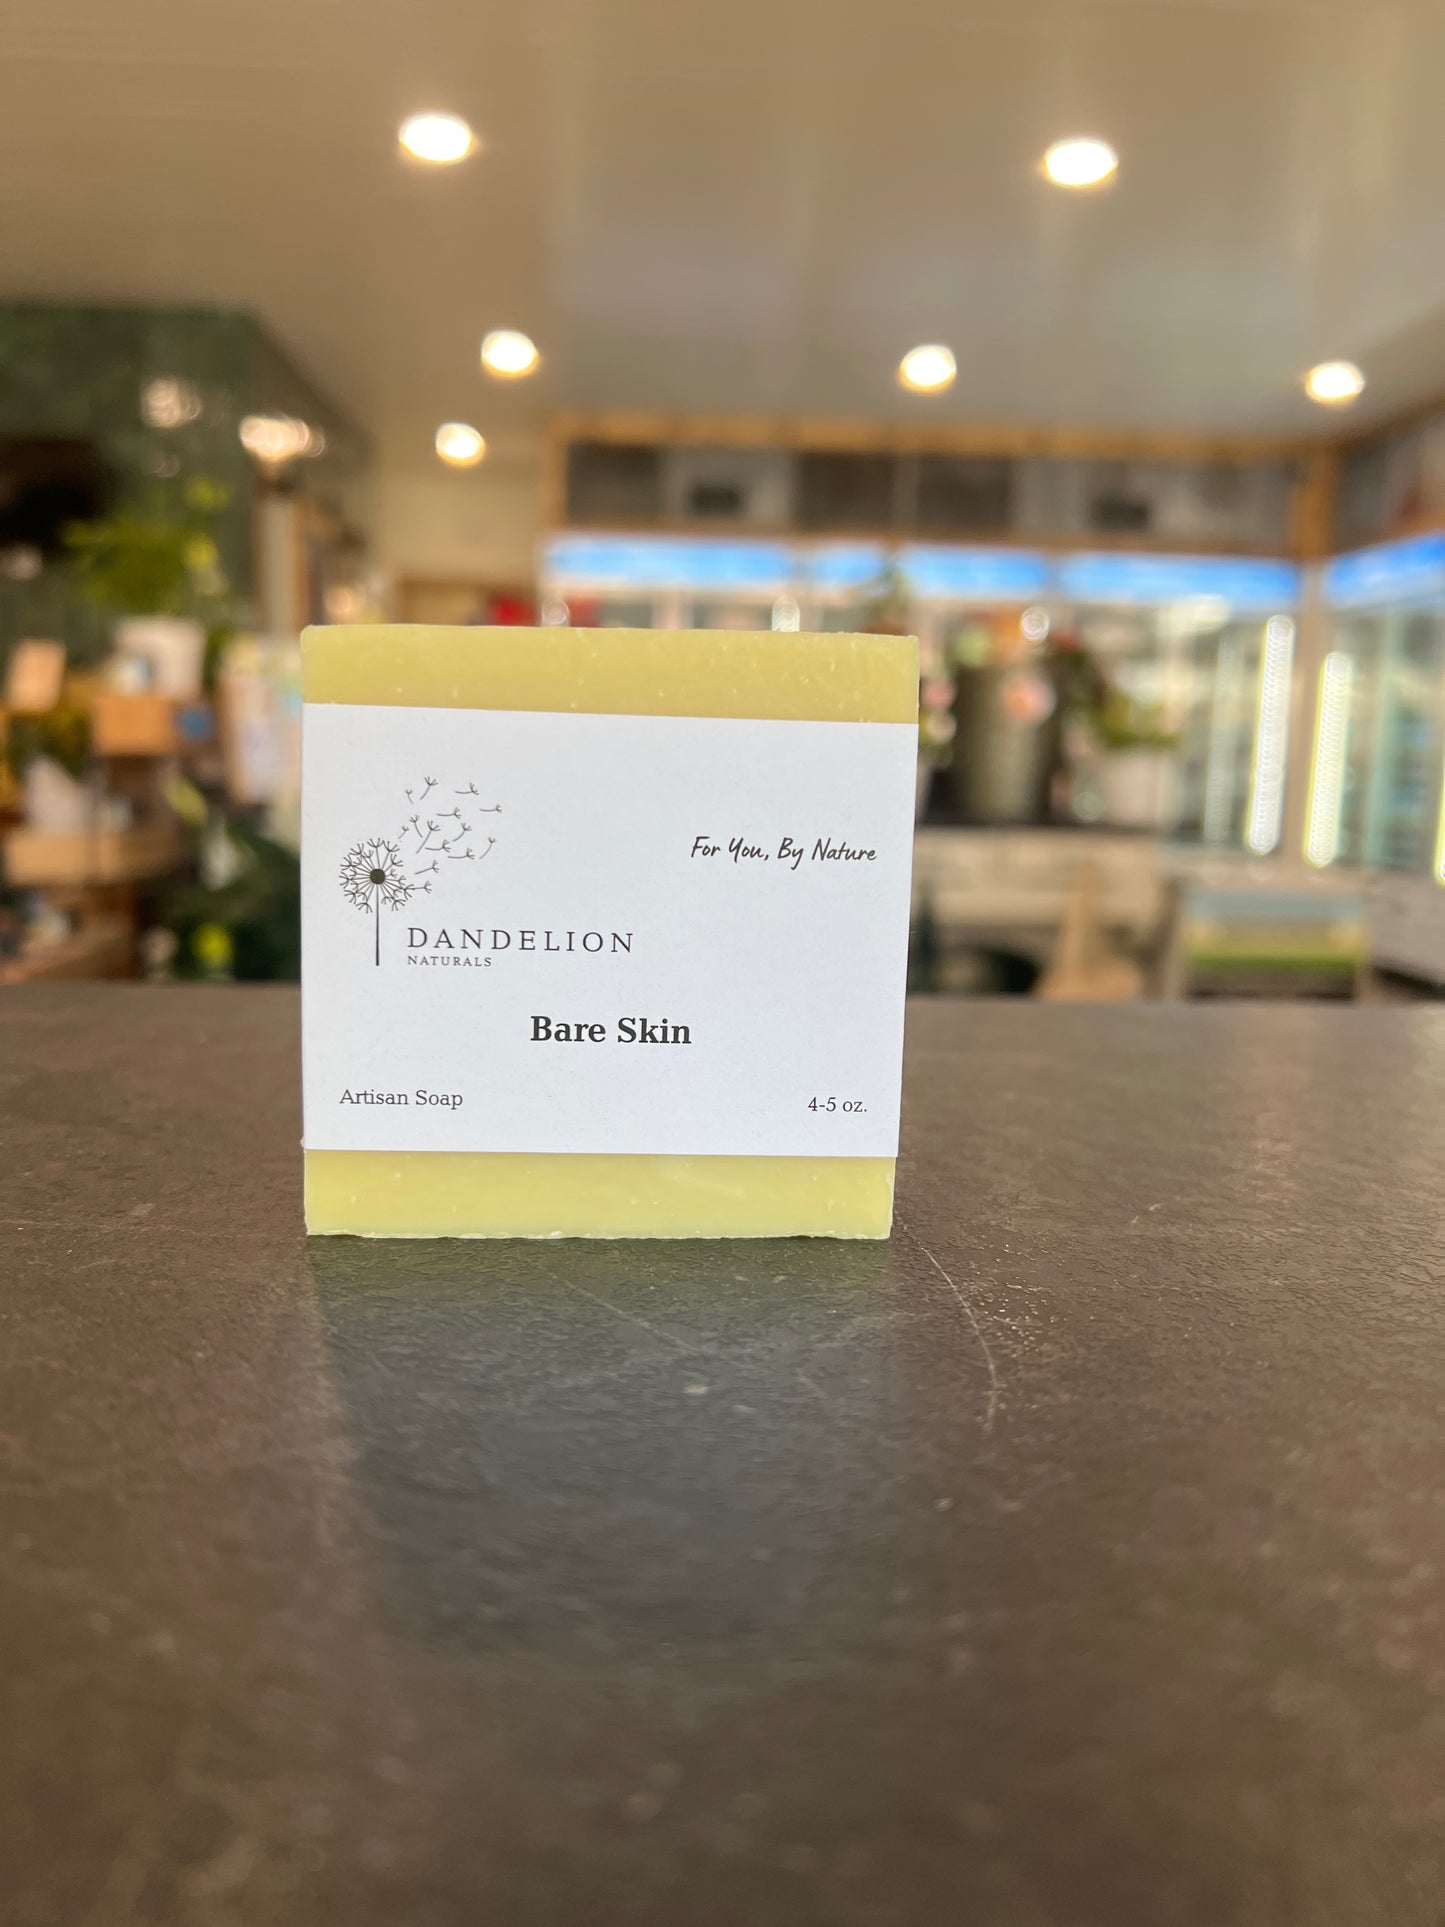 For You, By Nature
DANDELION
NATURALS
Bare Skin
Artisan Soap
4-5 oz.